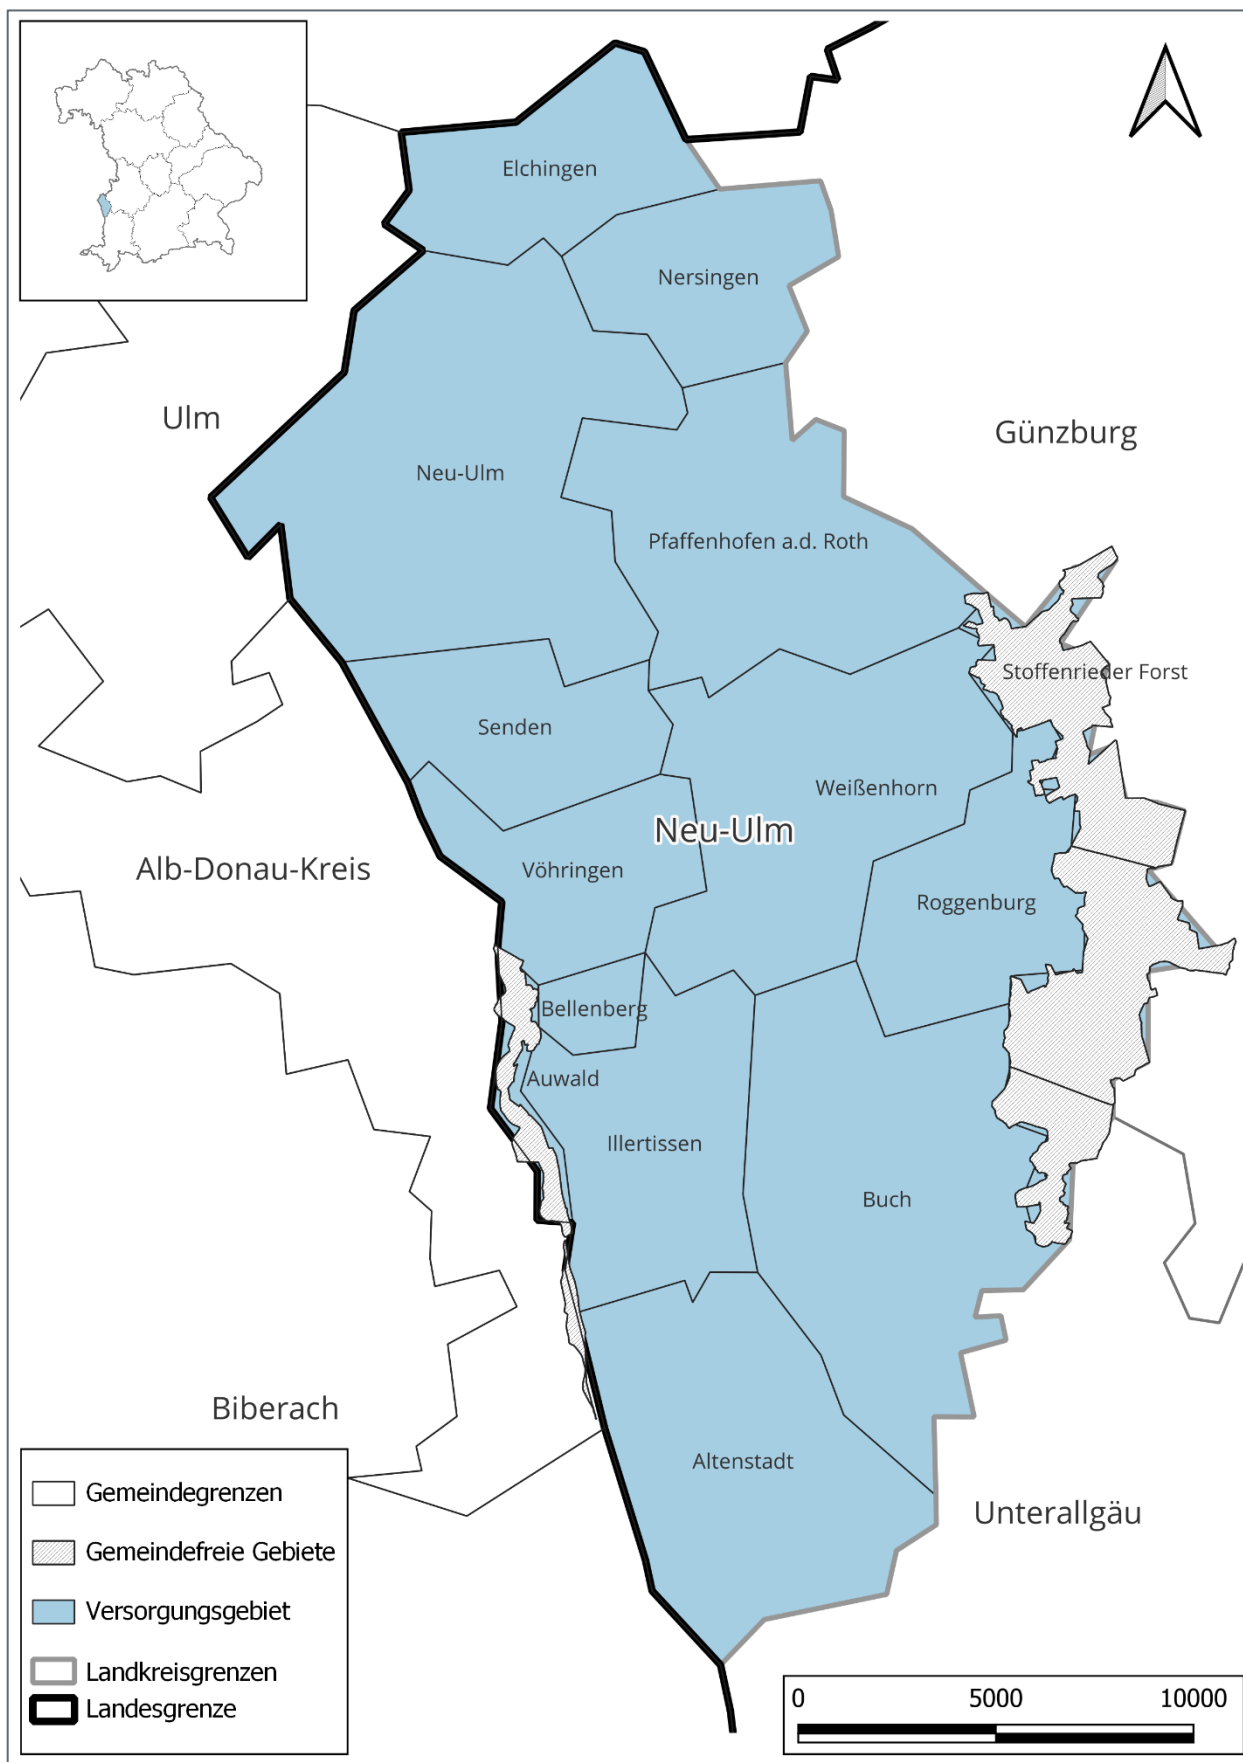 Elchingen
Nersingen
Ulm
Günzburg
Neu-Ulm
Pfaffenhofen a.d. Roth
Stoffenrieder Forst
Senden
Weißenhorn
Neu-Ulm
Alb-Donau-Kreis
Vöhringen
Roggenburg
Bellenberg
Auwald
Illertissen
Buch
Biberach
Altenstadt
Unterallgäu
Gemeindegrenzen
Gemeindefreie Gebiete
Versorgungsgebiet
Landkreisgrenzen
Landesgrenze
0 5000 10000